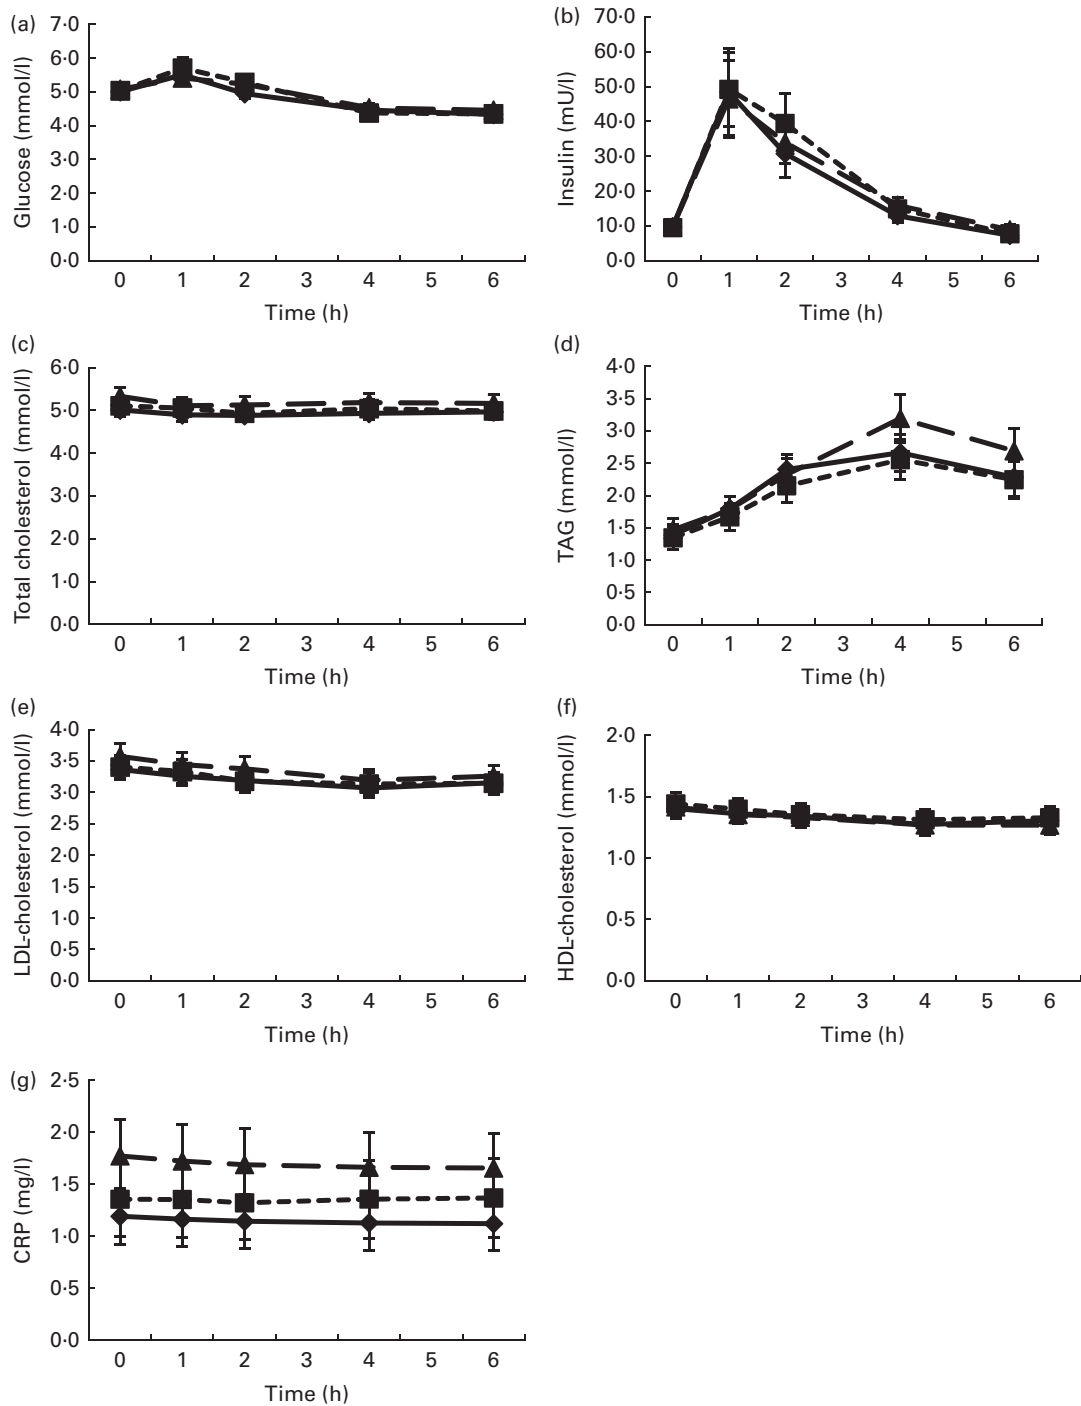 (a)
Glucose (mmol/l)
7·0
6·0
5·0
4·0
3·0
2·0
1·0
0·0
0 1 2 3 4 5 6
Time (h)
(b)
Insulin (mU/l)
70·0
60·0
50·0
40·0
30·0
20·0
10·0
0·0
0 1 2 3 4 5 6
Time (h)
(c)
Total cholesterol (mmol/l)
6·0
5·0
4·0
3·0
2·0
1·0
0·0
0 1 2 3 4 5 6
Time (h)
(d)
TAG (mmol/l)
4·0
3·5
3·0
2·5
2·0
1·5
1·0
0·5
0·0
0 1 2 3 4 5 6
Time (h)
(e)
LDL-cholesterol (mmol/l)
4·0
3·5
3·0
2·5
2·0
1·5
1·0
0·5
0·0
0 1 2 3 4 5 6
Time (h)
(f)
HDL-cholesterol (mmol/l)
2·0
1·5
1·0
0·5
0·0
0 1 2 3 4 5 6
Time (h)
(g)
CRP (mg/l)
2·5
2·0
1·5
1·0
0·5
0·0
0 1 2 3 4 5 6
Time (h)